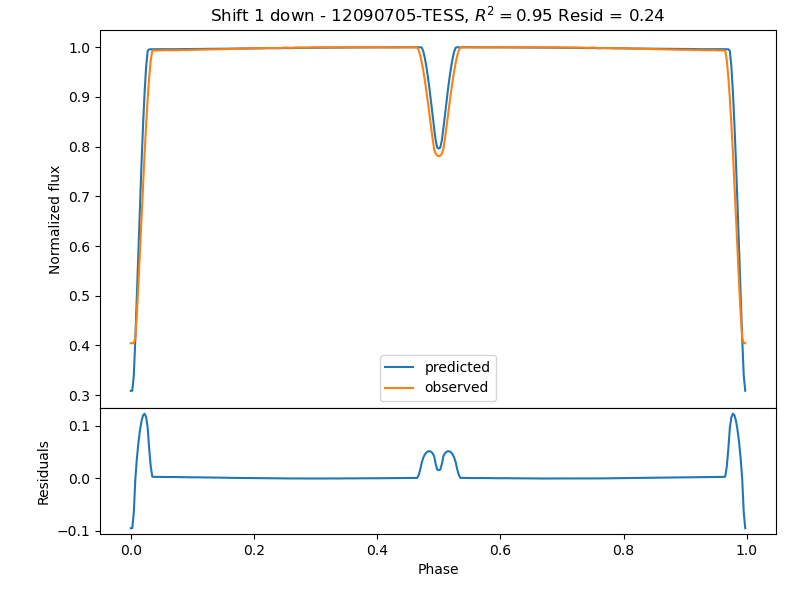 Shift 1 down - 12090705-TESS, R² = 0.95 Resid = 0.24
1.0
0.9
0.8
0.7
0.6
0.5
0.4
0.3
Normalized flux
predicted
observed
0.1
0.0
−0.1
Residuals
0.0 0.2 0.4 0.6 0.8 1.0
Phase